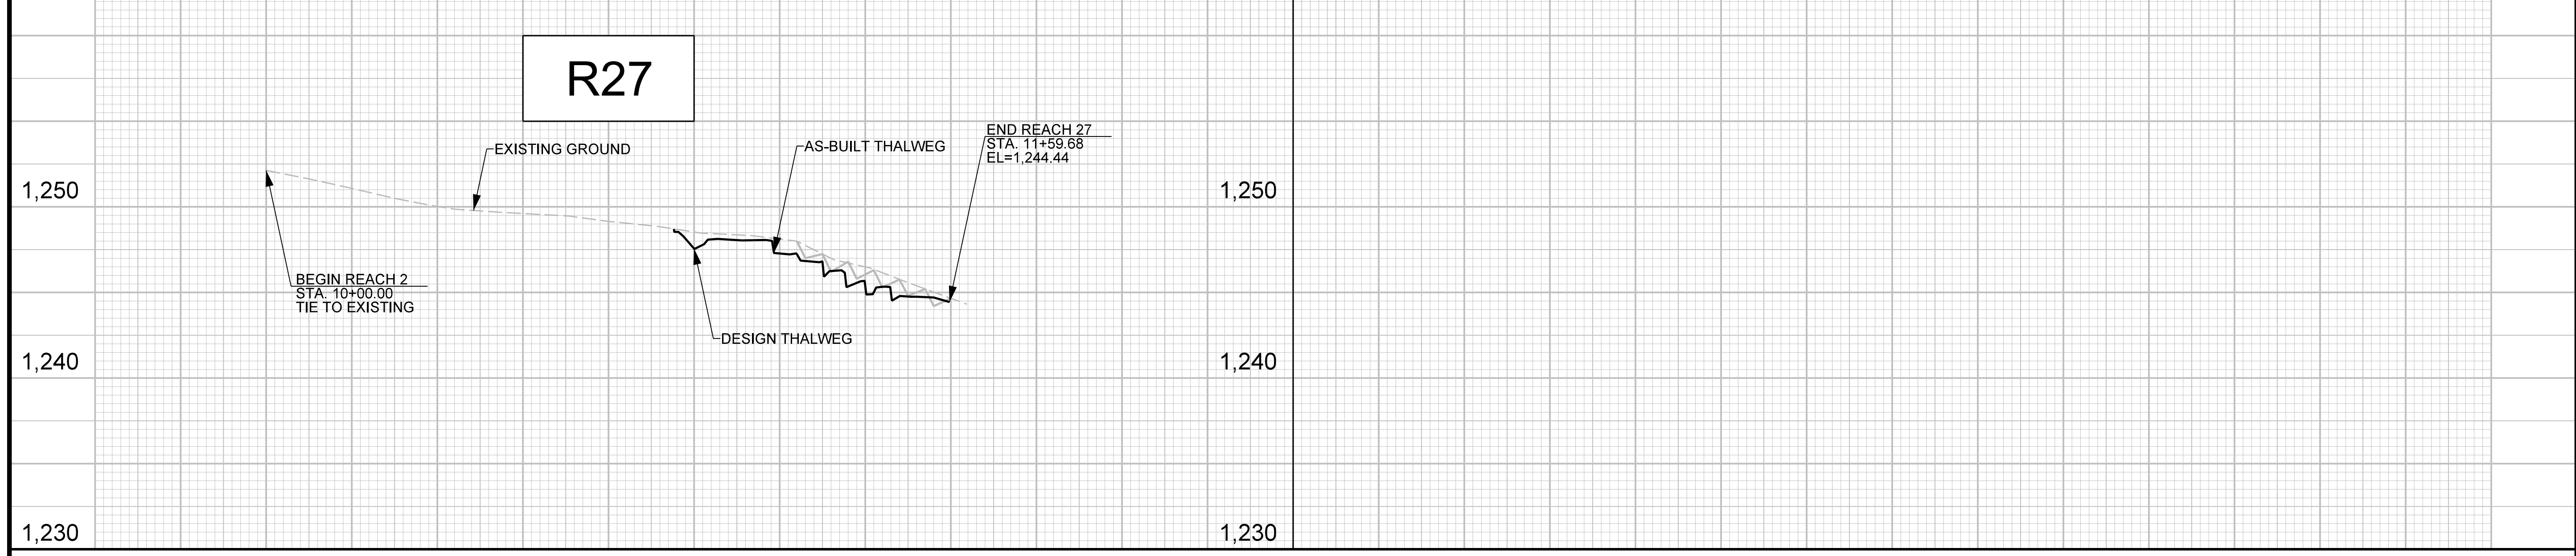 R27
END REACH 27
STA. 11+59.68
EL=1,244.44
EXISTING GROUND
AS-BUILT THALWEG
1,250
1,250
BEGIN REACH 2
STA. 10+00.00
TIE TO EXISTING
DESIGN THALWEG
1,240
1,240
1,230
1,230